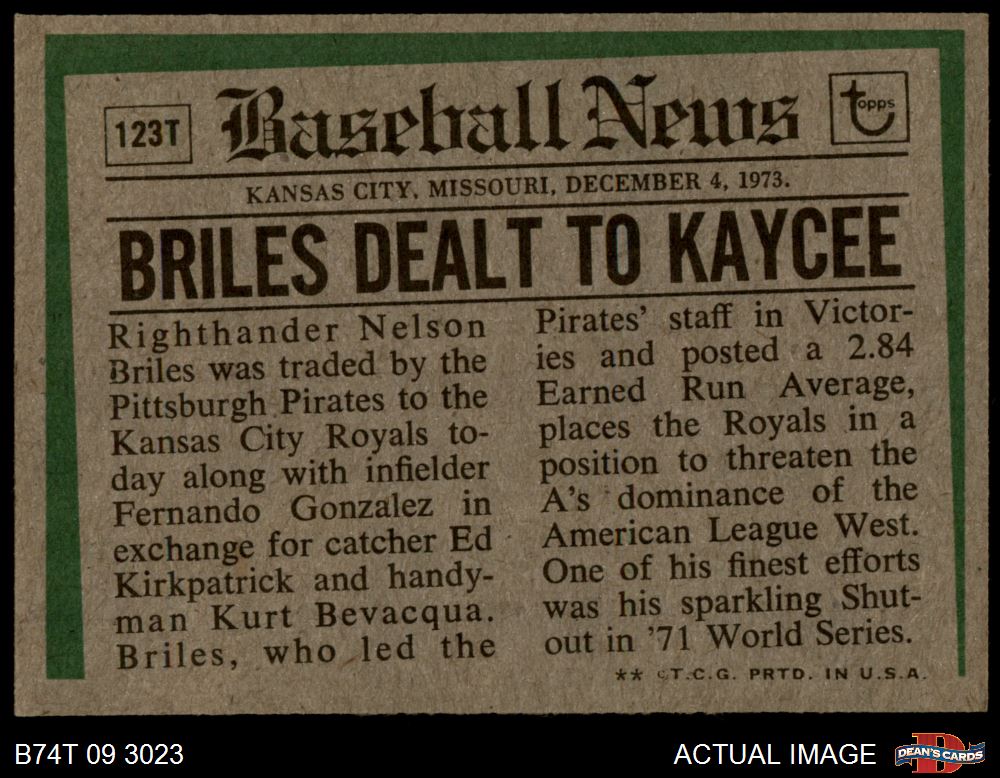 123T
Baseball News
topps
KANSAS CITY, MISSOURI, DECEMBER 4, 1973.
BRILES DEALT TO KAYCEE
Righthander Nelson
Briles was traded by the
Pittsburgh Pirates to the
Kansas City Royals to-
day along with infielder
Fernando Gonzalez in
exchange for catcher Ed
Kirkpatrick and handy-
man Kurt Bevacqua.
Briles, who led the
Pirates' staff in Victor-
ies and posted a 2.84
Earned Run Average,
places the Royals in a
position to threaten the
A's dominance of the
American League West.
One of his finest efforts
was his sparkling Shut-
out in '71 World Series.
** ©T.C.G. PRTD. IN U.S.A.
B74T 09 3023
ACTUAL IMAGE
DEAN'S CARDS